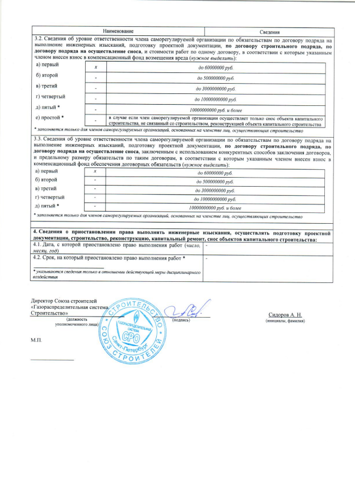 Наименование Сведения
3.2. Сведения об уровне ответственности члена саморегулируемой организации по обязательствам по договору подряда на
выполнение инженерных изысканий, подготовку проектной документации, по договору строительного подряда, по
договору подряда на осуществление сноса, и стоимости работ по одному договору, в соответствии с которым указанным
членом внесен взнос в компенсационный фонд возмещения вреда (нужное выделить):
а) первый х до 60000000 руб.
б) второй - до 500000000 руб.
в) третий - до 3000000000 руб.
г) четвертый - до 10000000000 руб.
д) пятый * - 10000000000 руб. и более
е) простой * - в случае если член саморегулируемой организации осуществляет только снос объекта капитального
строительства, не связанный со строительством, реконструкцией объекта капитального строительства
* заполняется только для членов саморегулируемых организаций, основанных на членстве лиц, осуществляющих строительство
3.3. Сведения об уровне ответственности члена саморегулируемой организации по обязательствам по договору подряда на
выполнение инженерных изысканий, подготовку проектной документации, по договору строительного подряда, по
договору подряда на осуществление сноса, заключенным с использованием конкурентных способов заключения договоров,
и предельному размеру обязательств по таким договорам, в соответствии с которым указанным членом внесен взнос в
компенсационный фонд обеспечения договорных обязательств (нужное выделить):
а) первый х до 60000000 руб.
б) второй - до 500000000 руб.
в) третий - до 3000000000 руб.
г) четвертый - до 10000000000 руб.
д) пятый * - 10000000000 руб. и более
* заполняется только для членов саморегулируемых организаций, основанных на членстве лиц, осуществляющих строительство
4. Сведения о приостановлении права выполнять инженерные изыскания, осуществлять подготовку проектной
документации, строительство, реконструкцию, капитальный ремонт, снос объектов капитального строительства:
4.1. Дата, с которой приостановлено право выполнения работ (число, -
месяц, год)
4.2. Срок, на который приостановлено право выполнения работ * -
* указываются сведения только в отношении действующей меры дисциплинарного
воздействия
Директор Союза строителей
«Газораспределительная система.
Строительство» Сидоров А. Н.
(должность (подпись) (инициалы, фамилия)
уполномоченного лица)
М.П.
СТРОИТЕЛЬСТВО
Санкт-Петербург
СОЮЗ СТРОИТЕЛЕЙ